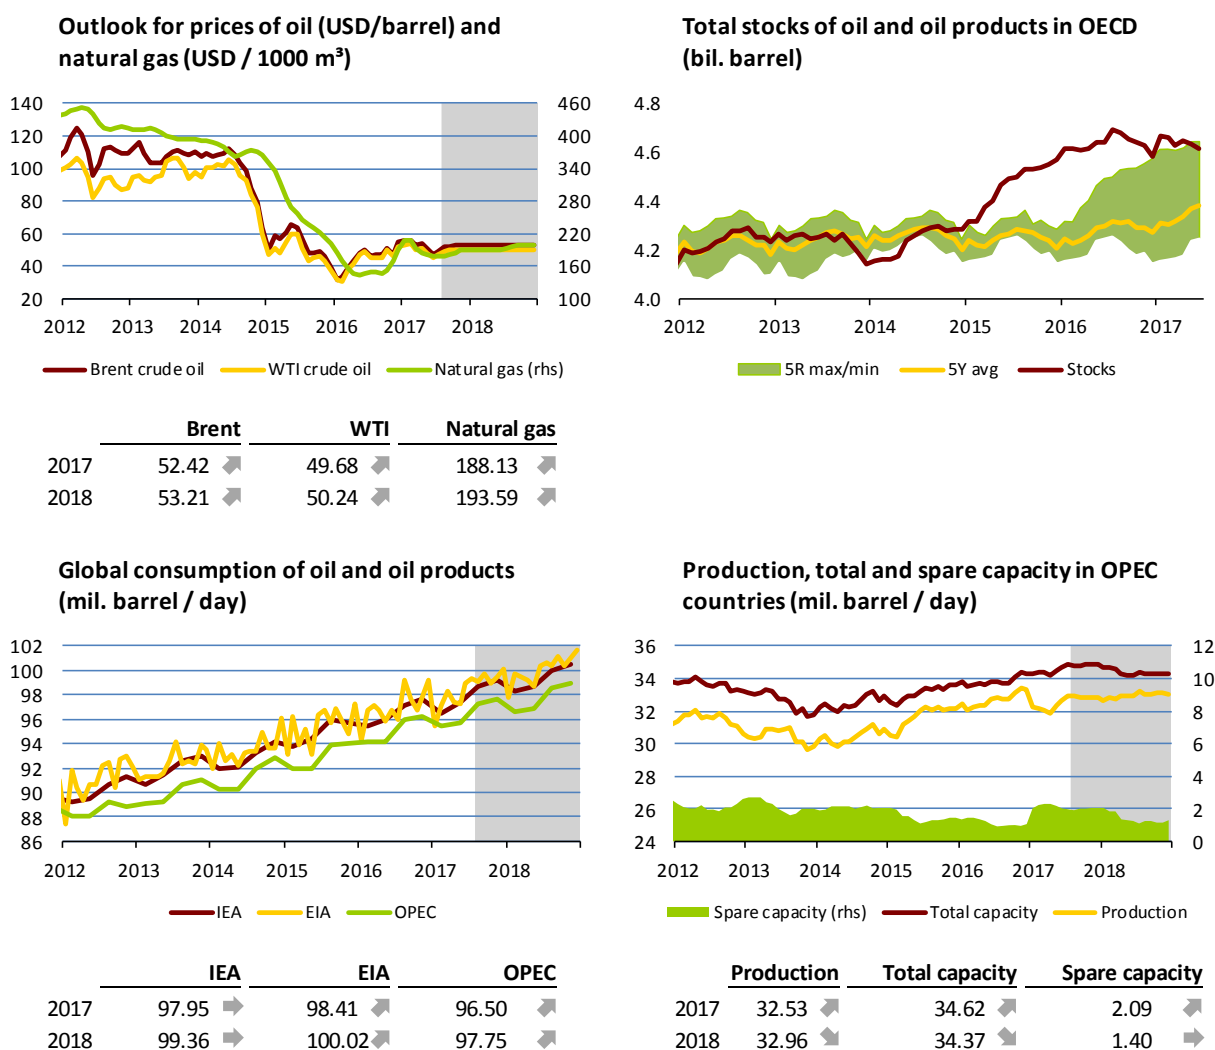 Outlook for prices of oil (USD/barrel) and
natural gas (USD / 1000 m³)
140 460
120 400
100 340
80 280
60 220
40 160
20 100
2012 2013 2014 2015 2016 2017 2018
Brent crude oil WTI crude oil Natural gas (rhs)
Brent WTI Natural gas
2017 52.42 49.68 188.13
2018 53.21 50.24 193.59
Total stocks of oil and oil products in OECD
(bil. barrel)
4.8
4.6
4.4
4.2
4.0
2012 2013 2014 2015 2016 2017
5R max/min 5Y avg Stocks
Global consumption of oil and oil products
(mil. barrel / day)
102
100
98
96
94
92
90
88
86
2012 2013 2014 2015 2016 2017 2018
IEA EIA OPEC
IEA EIA OPEC
2017 97.95 98.41 96.50
2018 99.36 100.02 97.75
Production, total and spare capacity in OPEC
countries (mil. barrel / day)
36 12
34 10
32 8
30 6
28 4
26 2
24 0
2012 2013 2014 2015 2016 2017 2018
Spare capacity (rhs) Total capacity Production
Production Total capacity Spare capacity
2017 32.53 34.62 2.09
2018 32.96 34.37 1.40